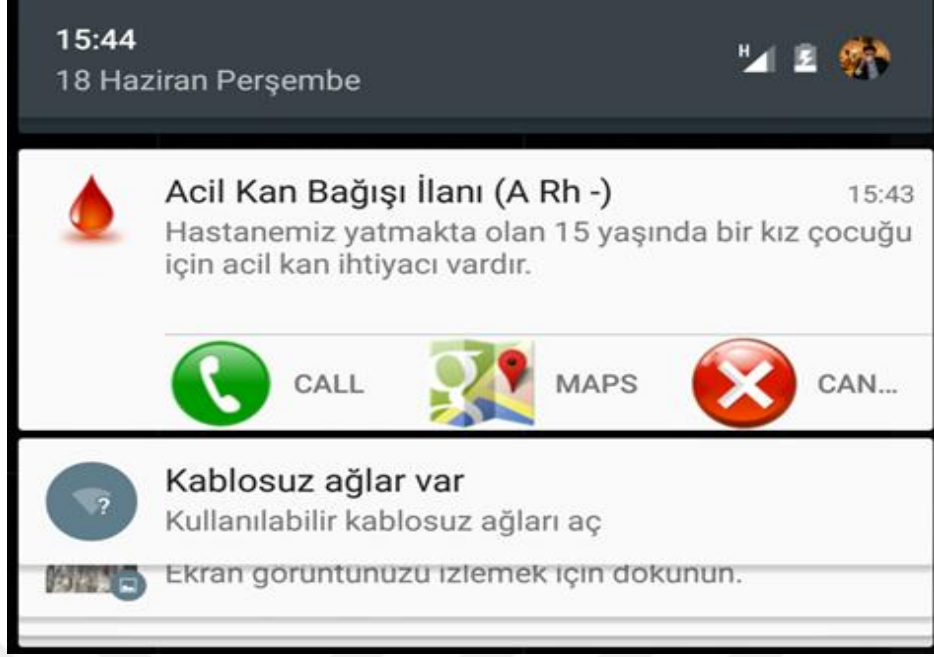 15:44
18 Haziran Perşembe
H
Acil Kan Bağışı İlanı (A Rh -)
15:43
Hastanemiz yatmakta olan 15 yaşında bir kız çocuğu
için acil kan ihtiyacı vardır.
CALL
MAPS
CAN...
Kablosuz ağlar var
Kullanılabilir kablosuz ağları aç
Ekran görüntünüzü izlemek için dokunun.